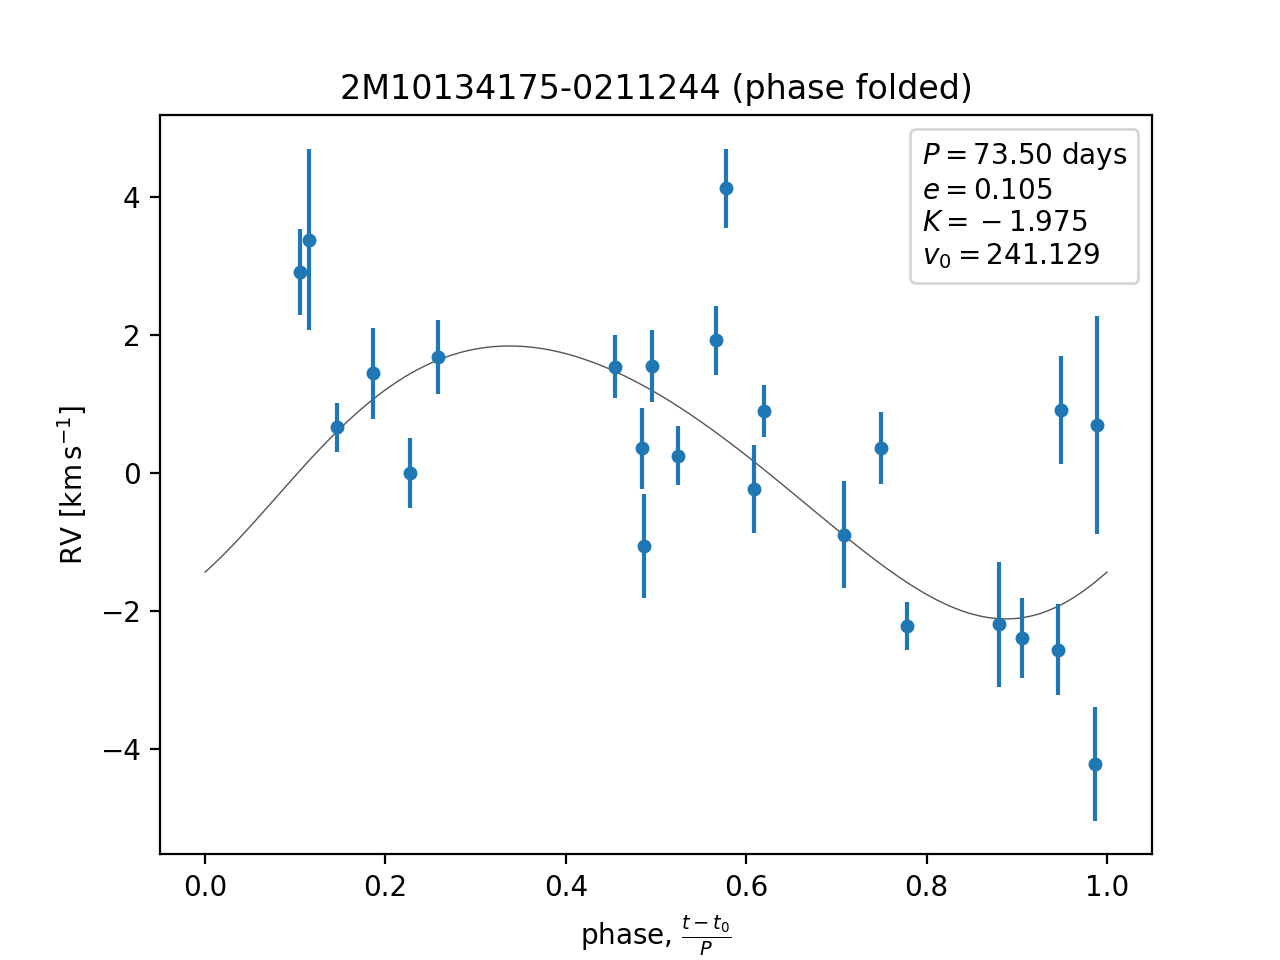 2M10134175-0211244 (phase folded)
P = 73.50 days
e = 0.105
K = −1.975
v₀ = 241.129
4
2
0
−2
−4
RV [km s⁻¹]
0.0 0.2 0.4 0.6 0.8 1.0
phase, (t − t₀)/P